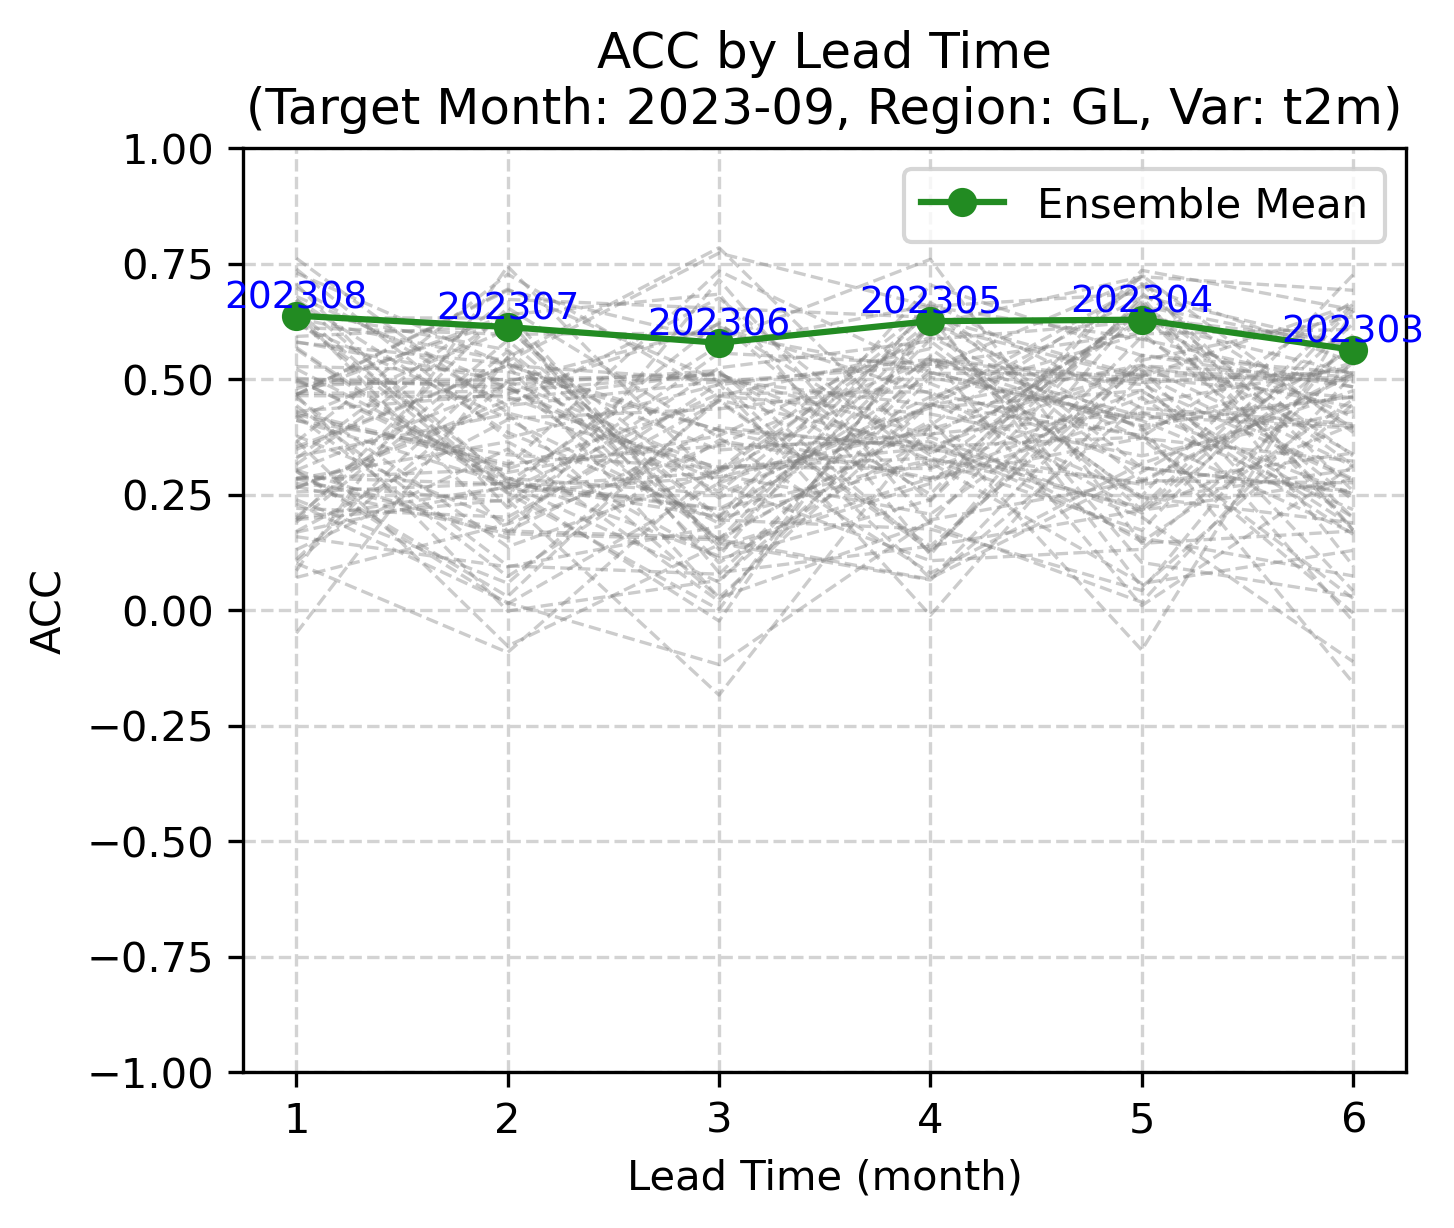 ACC by Lead Time
(Target Month: 2023-09, Region: GL, Var: t2m)
Ensemble Mean
1.00
0.75
0.50
0.25
0.00
−0.25
−0.50
−0.75
−1.00
ACC
202308
202307
202306
202305
202304
202303
1 2 3 4 5 6
Lead Time (month)